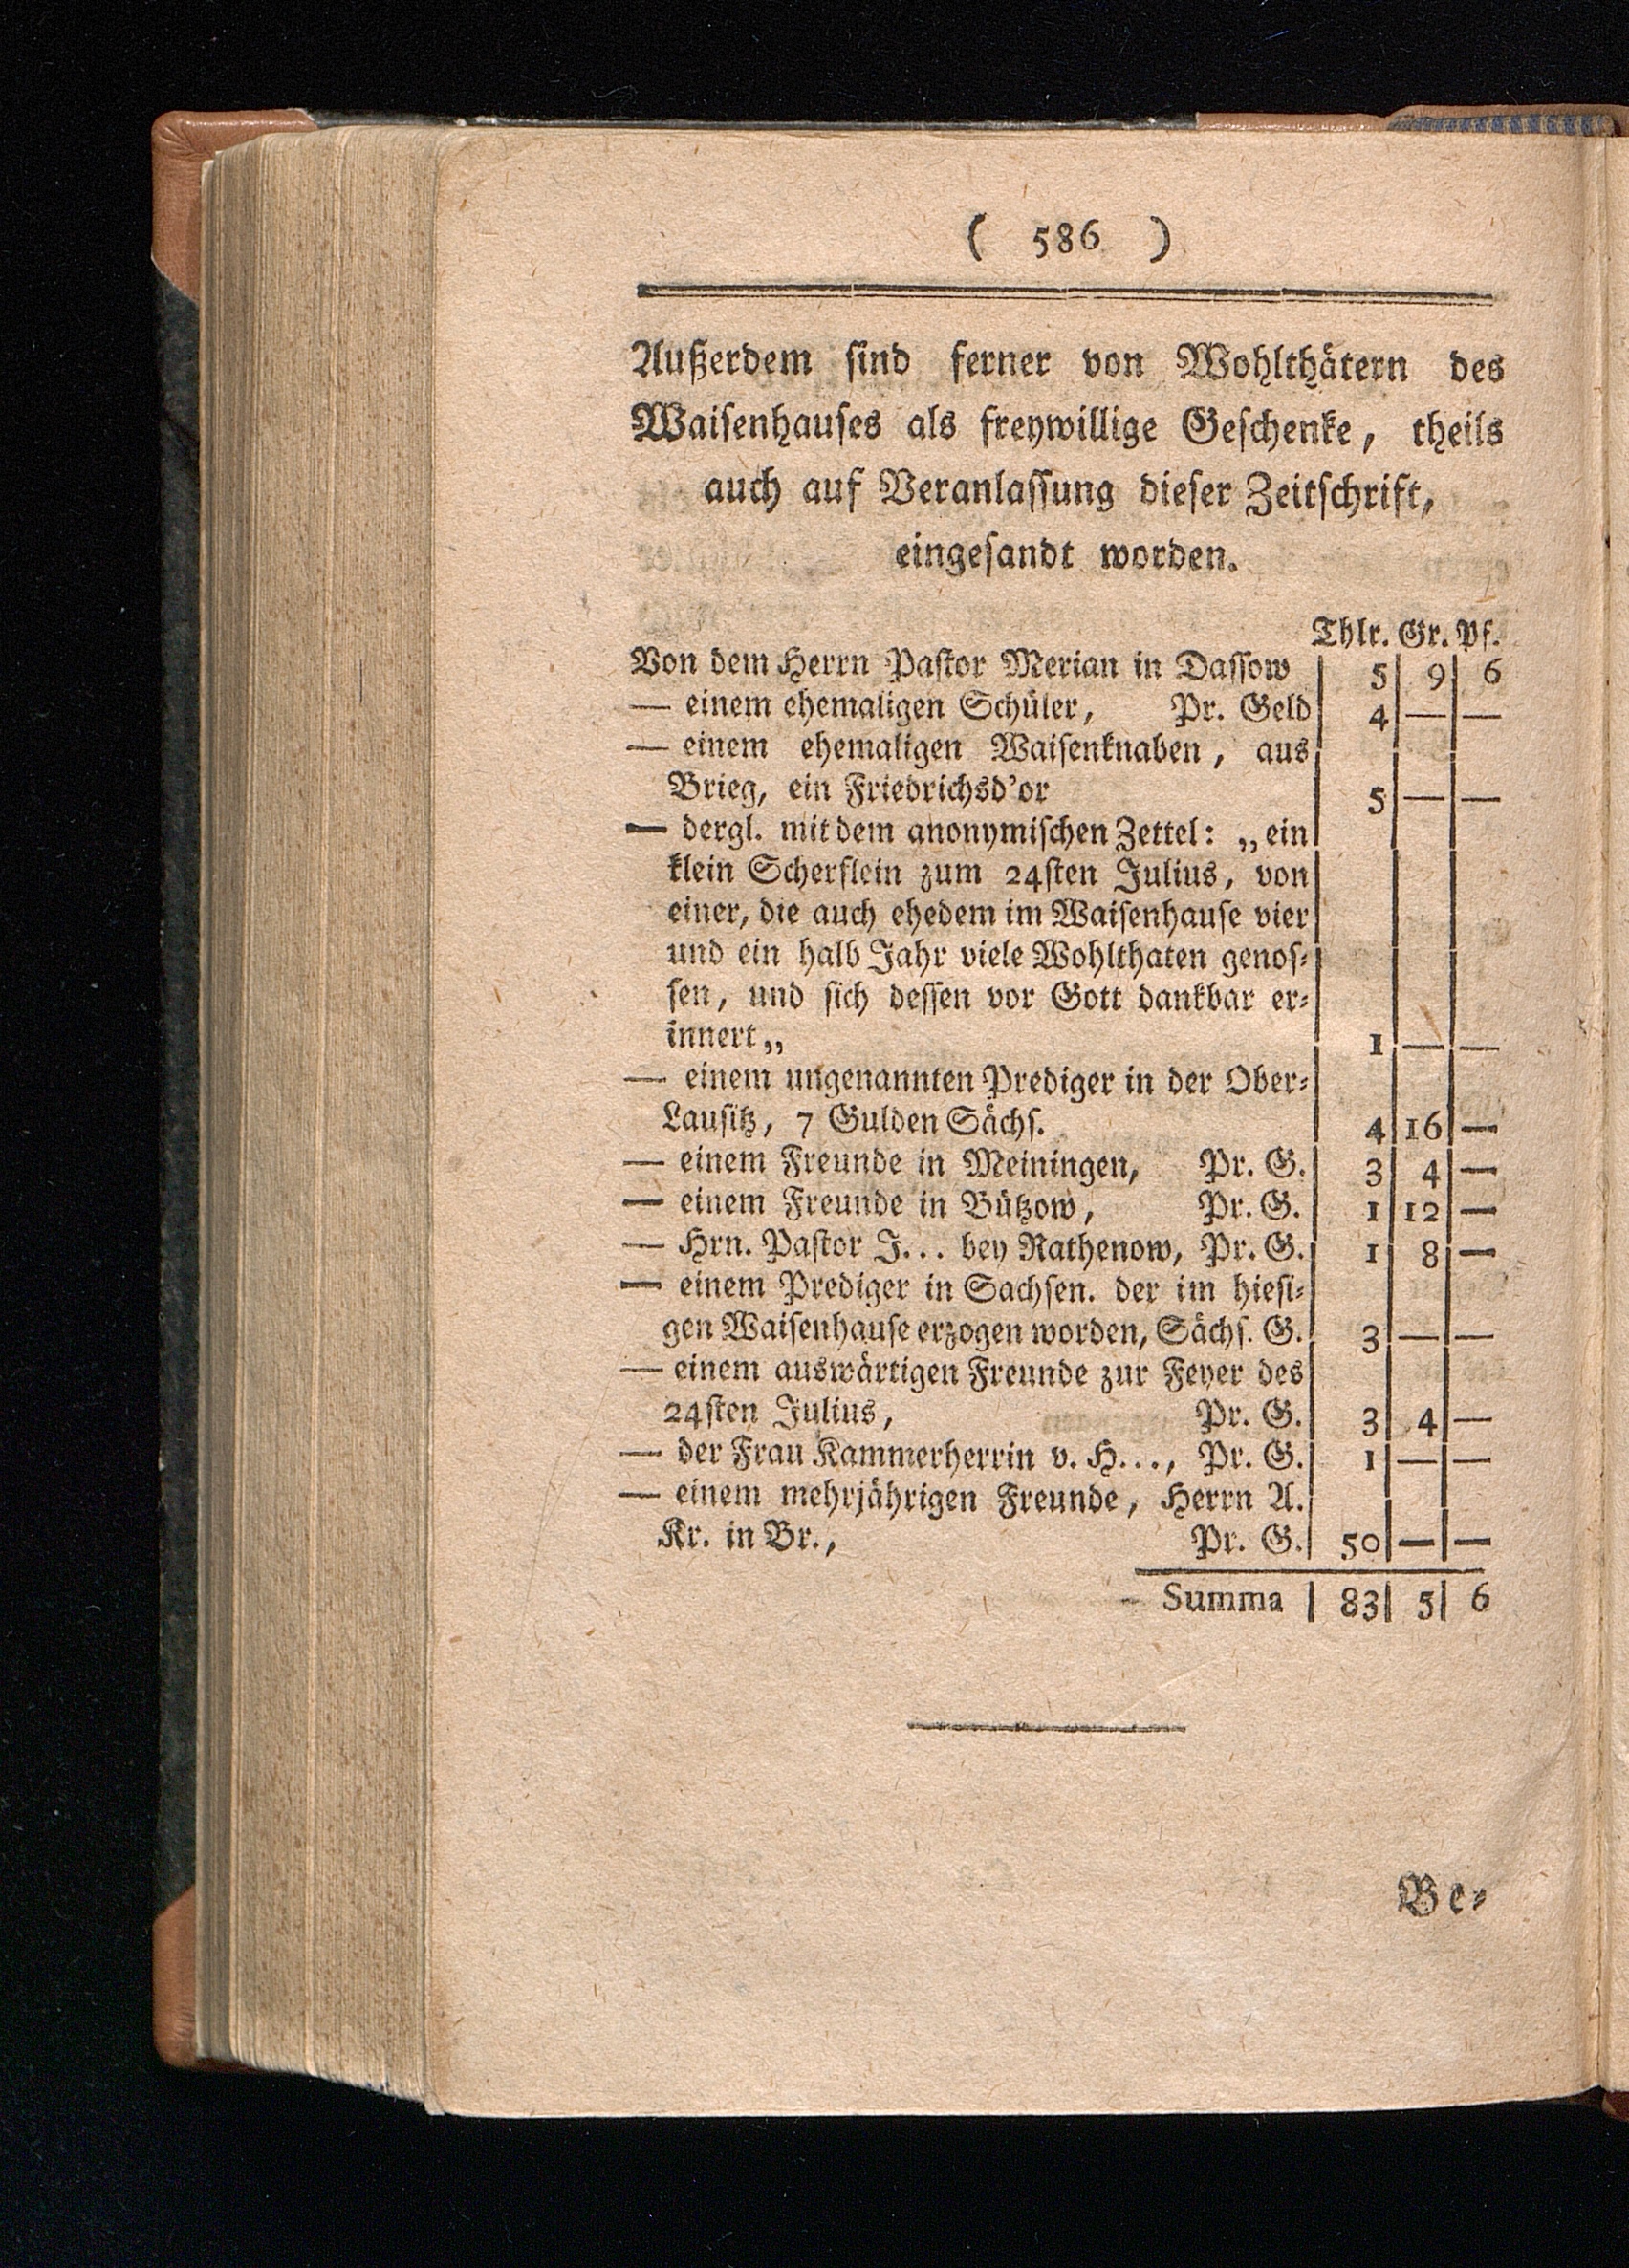 ( 586 )
Außerdem sind ferner von Wohlthätern des
Waisenhauses als freywillige Geschenke, theils
auch auf Veranlassung dieser Zeitschrift,
eingesandt worden.
Thlr. Gr. Pf.
Von dem Herrn Pastor Merian in Dassow | 5| 9| 6
— einem ehemaligen Schüler, Pr. Geld | 4|—|—
— einem ehemaligen Waisenknaben, aus
Brieg, ein Friedrichsd'or | 5|—|—
— dergl. mit dem anonymischen Zettel: „ein
klein Scherflein zum 24sten Julius, von
einer, die auch ehedem im Waisenhause vier
und ein halb Jahr viele Wohlthaten genos-
sen, und sich dessen vor Gott dankbar er-
innert„ | 1|—|—
— einem ungenannten Prediger in der Ober-
Lausitz, 7 Gulden Sächs. | 4|16|—
— einem Freunde in Meiningen, Pr. G. | 3| 4|—
— einem Freunde in Bützow, Pr. G. | 1|12|—
— Hrn. Pastor J... bey Rathenow, Pr. G. | 1| 8|—
— einem Prediger in Sachsen. der im hiesi-
gen Waisenhause erzogen worden, Sächs. G. | 3|—|—
— einem auswärtigen Freunde zur Feyer des
24sten Julius, Pr. G. | 3| 4|—
— der Frau Kammerherrin v. H..., Pr. G. | 1|—|—
— einem mehrjährigen Freunde, Herrn A.
Kr. in Br., Pr. G. | 50|—|—
Summa | 83| 5| 6
Be-